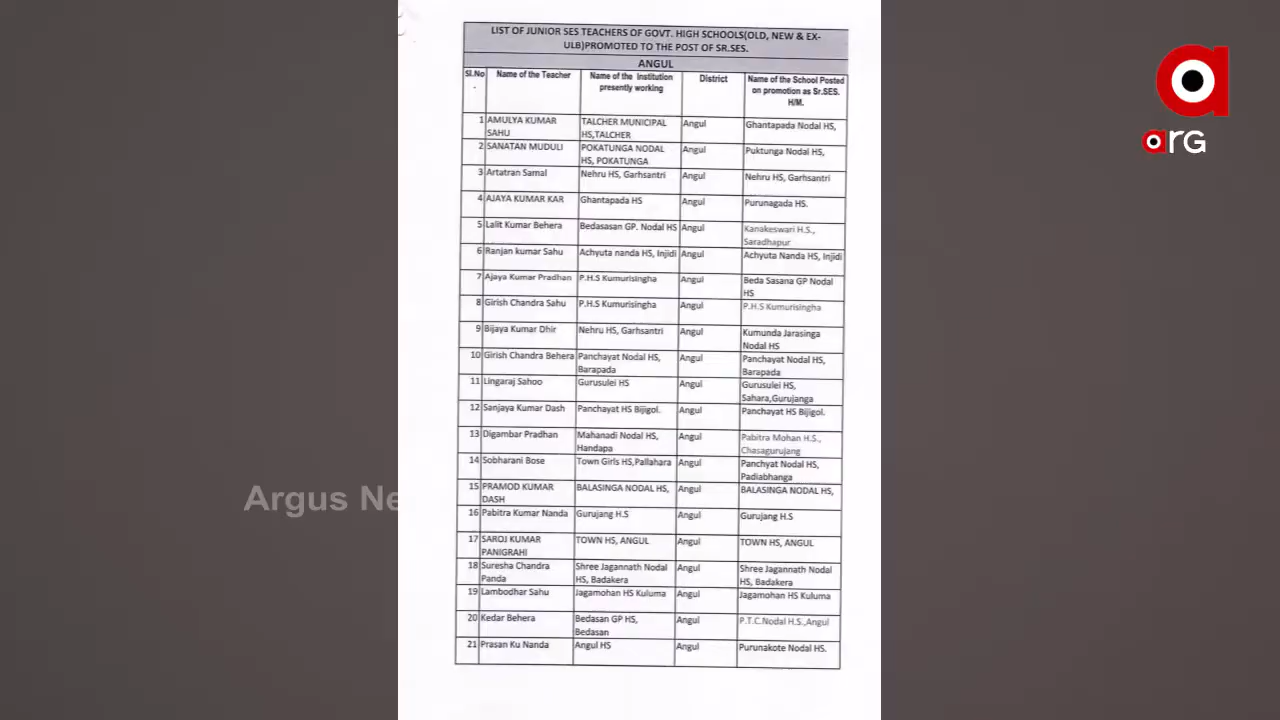 LIST OF JUNIOR SES TEACHERS OF GOVT. HIGH SCHOOLS(OLD, NEW & EX-
ULB)PROMOTED TO THE POST OF SR.SES.
ANGUL
Sl.No . Name of the Teacher Name of the Institution presently working District Name of the School Posted on promotion as Sr.SES. H/M.
1 AMULYA KUMAR SAHU TALCHER MUNICIPAL HS,TALCHER Angul Ghantapada Nodal HS,
2 SANATAN MUDULI POKATUNGA NODAL HS, POKATUNGA Angul Puktunga Nodal HS,
3 Artatran Samal Nehru HS, Garhsantri Angul Nehru HS, Garhsantri
4 AJAYA KUMAR KAR Ghantapada HS Angul Purunagada HS.
5 Lalit Kumar Behera Bedasasan GP. Nodal HS Angul Kanakeswari H.S., Saradhapur
6 Ranjan kumar Sahu Achyuta nanda HS, Injidi Angul Achyuta Nanda HS, Injidi
7 Ajaya Kumar Pradhan P.H.S Kumurisingha Angul Beda Sasana GP Nodal HS
8 Girish Chandra Sahu P.H.S Kumurisingha Angul P.H.S Kumurisingha
9 Bijaya Kumar Dhir Nehru HS, Garhsantri Angul Kumunda Jarasinga Nodal HS
10 Girish Chandra Behera Panchayat Nodal HS, Barapada Angul Panchayat Nodal HS, Barapada
11 Lingaraj Sahoo Gurusulei HS Angul Gurusulei HS, Sahara,Gurujanga
12 Sanjaya Kumar Dash Panchayat HS Bijigol. Angul Panchayat HS Bijigol.
13 Digambar Pradhan Mahanadi Nodal HS, Handapa Angul Pabitra Mohan H.S., Chasagurujang
14 Sobharani Bose Town Girls HS,Pallahara Angul Panchyat Nodal HS, Padiabhanga
15 PRAMOD KUMAR DASH BALASINGA NODAL HS, Angul BALASINGA NODAL HS,
16 Pabitra Kumar Nanda Gurujang H.S Angul Gurujang H.S
17 SAROJ KUMAR PANIGRAHI TOWN HS, ANGUL Angul TOWN HS, ANGUL
18 Suresha Chandra Panda Shree Jagannath Nodal HS, Badakera Angul Shree Jagannath Nodal HS, Badakera
19 Lambodhar Sahu Jagamohan HS Kuluma Angul Jagamohan HS Kuluma
20 Kedar Behera Bedasan GP HS, Bedasan Angul P.T.C.Nodal H.S.,Angul
21 Prasan Ku Nanda Angul HS Angul Purunakote Nodal HS.
Argus Ne
a
arG